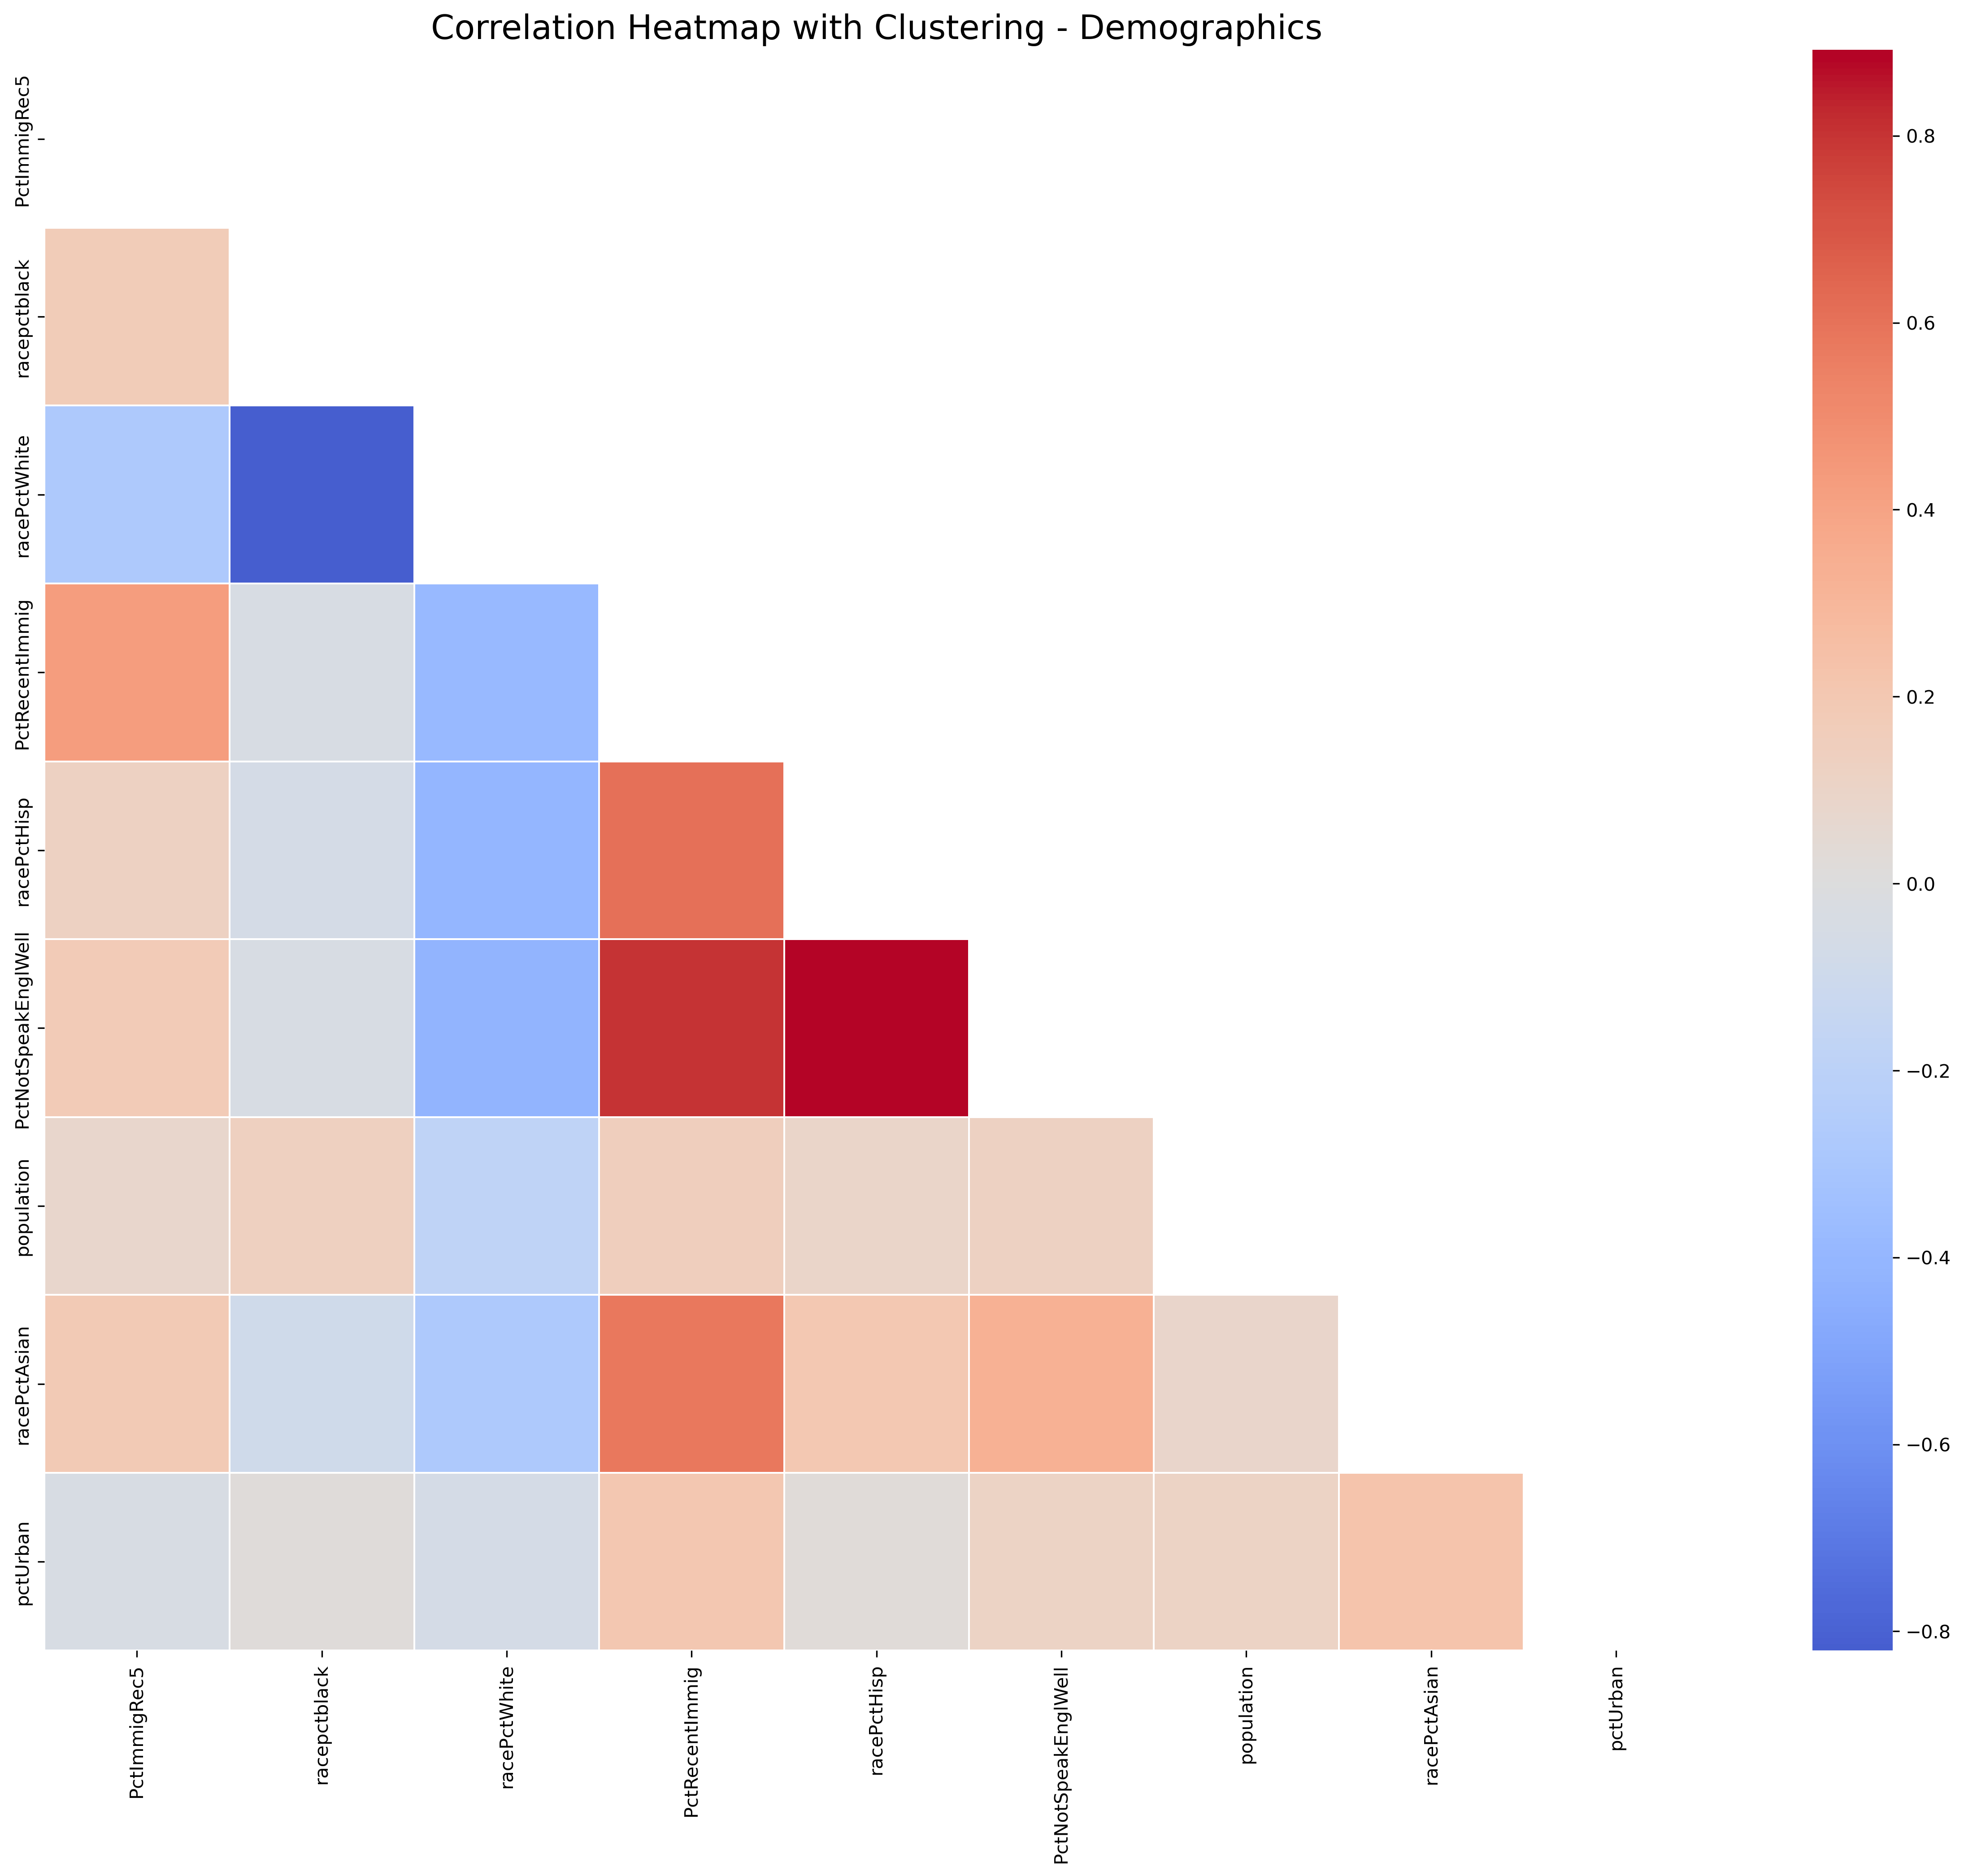 Correlation Heatmap with Clustering - Demographics
PctImmigRec5
racepctblack
racePctWhite
PctRecentImmig
racePctHisp
PctNotSpeakEnglWell
population
racePctAsian
pctUrban
PctImmigRec5
racepctblack
racePctWhite
PctRecentImmig
racePctHisp
PctNotSpeakEnglWell
population
racePctAsian
pctUrban
0.8
0.6
0.4
0.2
0.0
−0.2
−0.4
−0.6
−0.8